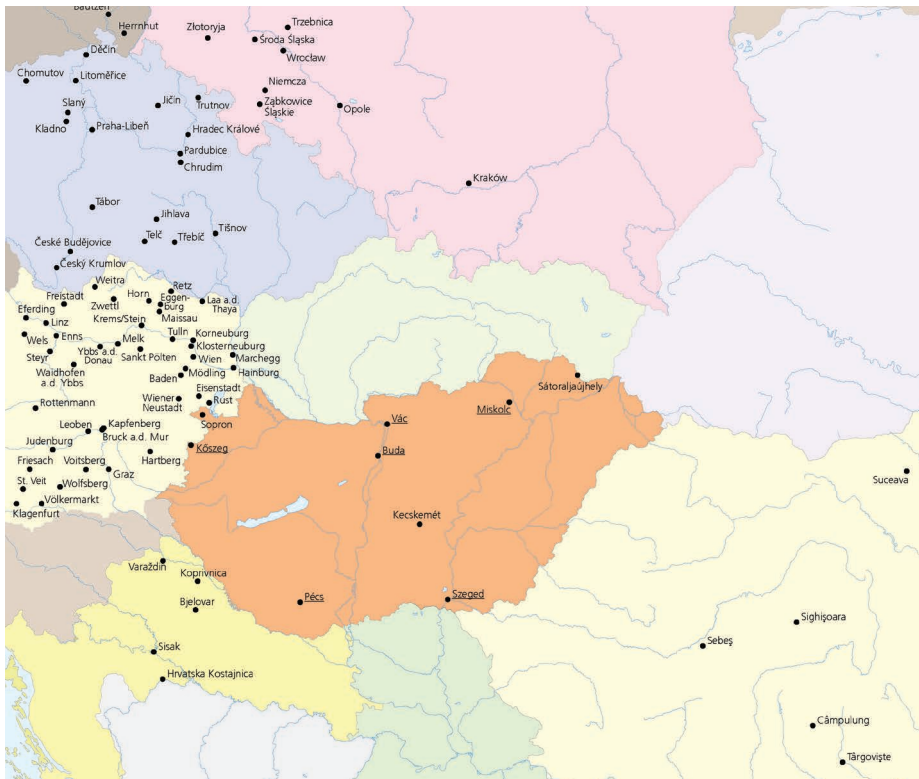 Bautzen
Herrnhut
Děčín
Chomutov
Litoměřice
Slaný
Kladno
Praha-Libeň
Jičín
Trutnov
Hradec Králové
Pardubice
Chrudim
Tábor
Jihlava
Telč
Třebíč
Tišnov
České Budějovice
Český Krumlov
Złotoryja
Trzebnica
Środa Śląska
Wrocław
Niemcza
Ząbkowice
Śląskie
Opole
Kraków
Weitra
Retz
Freistadt
Zwettl
Horn
Eggen-
burg
Maissau
Laa a.d.
Thaya
Eferding
Linz
Krems/Stein
Tulln
Korneuburg
Klosterneuburg
Wels
Enns
Steyr
Ybbs a.d.
Donau
Melk
Sankt Pölten
Wien
Marchegg
Hainburg
Waidhofen
a.d. Ybbs
Baden
Mödling
Eisenstadt
Rust
Wiener
Neustadt
Rottenmann
Leoben
Kapfenberg
Bruck a.d. Mur
Judenburg
Hartberg
Friesach
Voitsberg
Graz
St. Veit
Wolfsberg
Völkermarkt
Klagenfurt
Sopron
Kőszeg
Vác
Buda
Miskolc
Sátoraljaújhely
Kecskemét
Pécs
Szeged
Varaždin
Koprivnica
Bjelovar
Sisak
Hrvatska Kostajnica
Suceava
Sighişoara
Sebeş
Câmpulung
Târgovişte